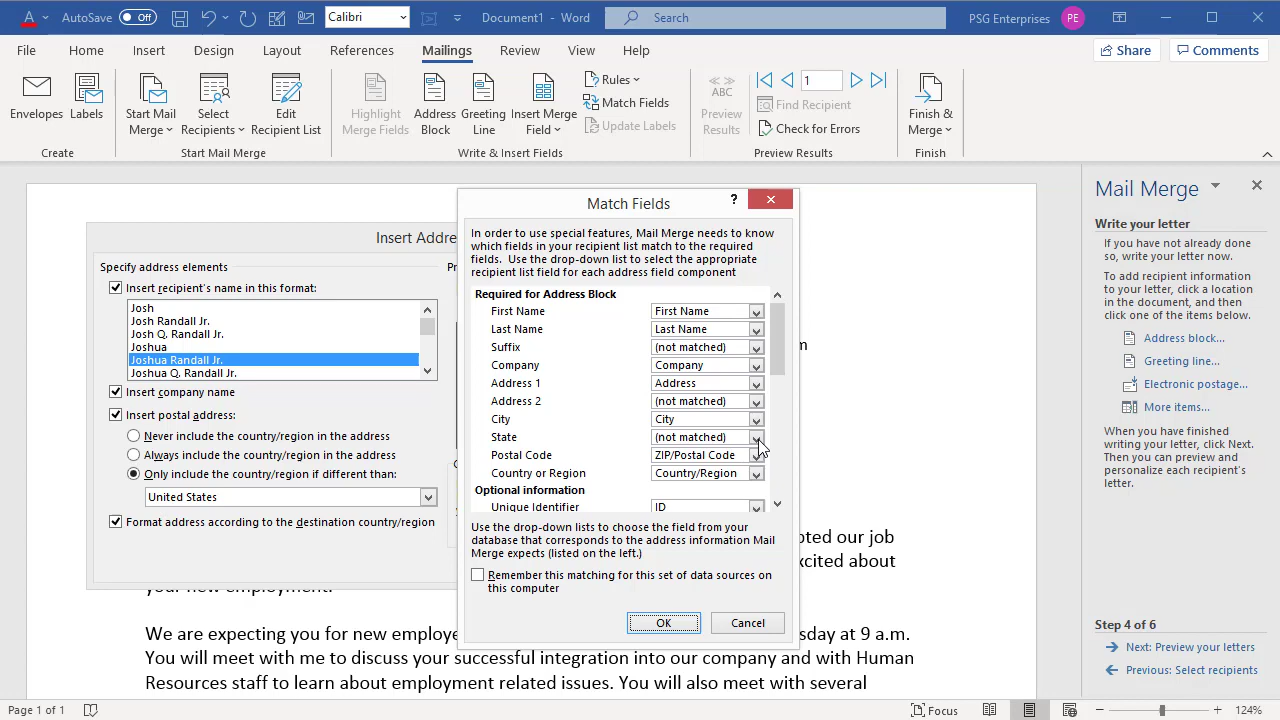 AutoSave Off Calibri Document1 - Word Search PSG Enterprises PE
File Home Insert Design Layout References Mailings Review View Help Share Comments
Envelopes
Labels
Create
Start Mail
Merge
Select
Recipients
Edit
Recipient List
Start Mail Merge
Highlight
Merge Fields
Address
Block
Greeting
Line
Insert Merge
Field
Rules
Match Fields
Update Labels
Write & Insert Fields
<< >>
ABC
Preview
Results
1
Find Recipient
Check for Errors
Preview Results
Finish &
Merge
Finish
Insert Addre
Specify address elements
Insert recipient's name in this format:
Josh
Josh Randall Jr.
Josh Q. Randall Jr.
Joshua
Joshua Randall Jr.
Joshua Q. Randall Jr.
Insert company name
Insert postal address:
Never include the country/region in the address
Always include the country/region in the address
Only include the country/region if different than:
United States
Format address according to the destination country/region
Match Fields
?
In order to use special features, Mail Merge needs to know
which fields in your recipient list match to the required
fields. Use the drop-down list to select the appropriate
recipient list field for each address field component
Required for Address Block
First Name First Name
Last Name Last Name
Suffix (not matched)
Company Company
Address 1 Address
Address 2 (not matched)
City City
State (not matched)
Postal Code ZIP/Postal Code
Country or Region Country/Region
Optional information
Unique Identifier ID
Use the drop-down lists to choose the field from your
database that corresponds to the address information Mail
Merge expects (listed on the left.)
Remember this matching for this set of data sources on
this computer
OK Cancel
m
pted our job
xcited about
your new employment.
We are expecting you for new employe sday at 9 a.m.
You will meet with me to discuss your successful integration into our company and with Human
Resources staff to learn about employment related issues. You will also meet with several
Mail Merge
Write your letter
If you have not already done
so, write your letter now.
To add recipient information
to your letter, click a location
in the document, and then
click one of the items below.
Address block...
Greeting line...
Electronic postage...
More items...
When you have finished
writing your letter, click Next.
Then you can preview and
personalize each recipient's
letter.
Step 4 of 6
Next: Preview your letters
Previous: Select recipients
Page 1 of 1 Focus 124%